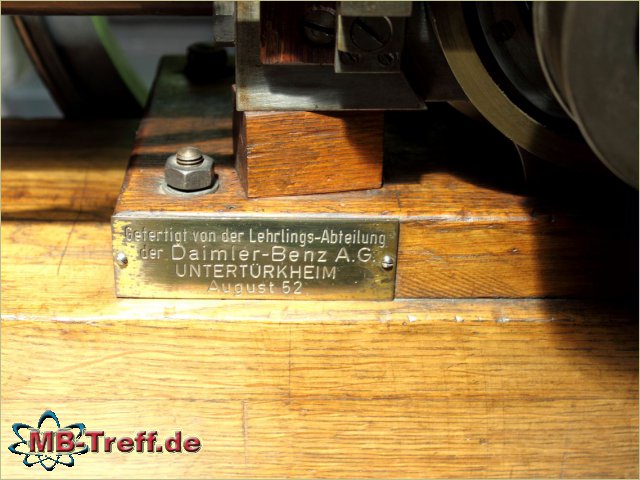 Gefertigt von der Lehrlings-Abteilung
der Daimler-Benz A.G.
UNTERTÜRKHEIM
August 52
MB-Treff.de